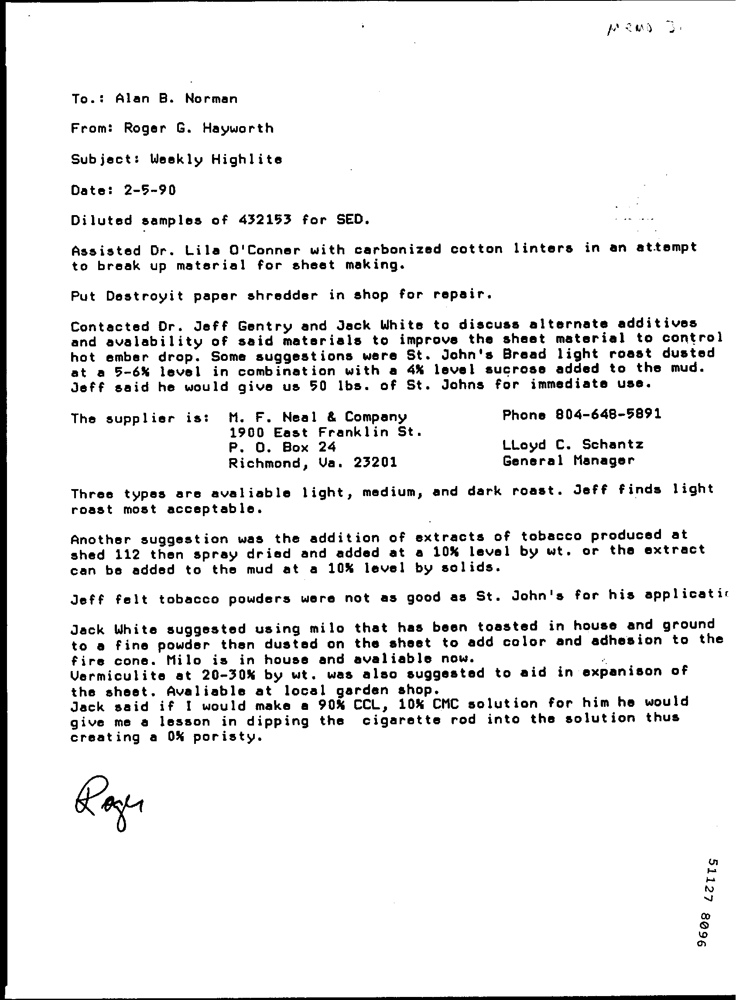 MEMO J.
To.: Alan B. Norman
From: Roger G. Hayworth
Subject: Weekly Highlite
Date: 2-5-90
Diluted samples of 432153 for SED.
Assisted Dr. Lila O'Conner with carbonized cotton linters in an attempt
to break up material for sheet making.
Put Destroyit paper shredder in shop for repair.
Contacted Dr. Jeff Gentry and Jack White to discuss alternate additives
and avalability of said materials to improve the sheet material to control
hot ember drop. Some suggestions were St. John's Bread light roast dusted
at a 5-6% level in combination with a 4% level sucrose added to the mud.
Jeff said he would give us 50 lbs. of St. Johns for immediate use.
The supplier is: M. F. Neal & Company Phone 804-648-5891
1900 East Franklin St.
P. O. Box 24 LLoyd C. Schantz
Richmond, Va. 23201 General Manager
Three types are avaliable light, medium, and dark roast. Jeff finds light
roast most acceptable.
Another suggestion was the addition of extracts of tobacco produced at
shed 112 then spray dried and added at a 10% level by wt. or the extract
can be added to the mud at a 10% level by solids.
Jeff felt tobacco powders were not as good as St. John's for his applicati
Jack White suggested using milo that has been toasted in house and ground
to a fine powder then dusted on the sheet to add color and adhesion to the
fire cone. Milo is in house and avaliable now.
Vermiculite at 20-30% by wt. was also suggested to aid in expanison of
the sheet. Avaliable at local garden shop.
Jack said if I would make a 90% CCL, 10% CMC solution for him he would
give me a lesson in dipping the cigarette rod into the solution thus
creating a 0% poristy.
Roger
51127 8096